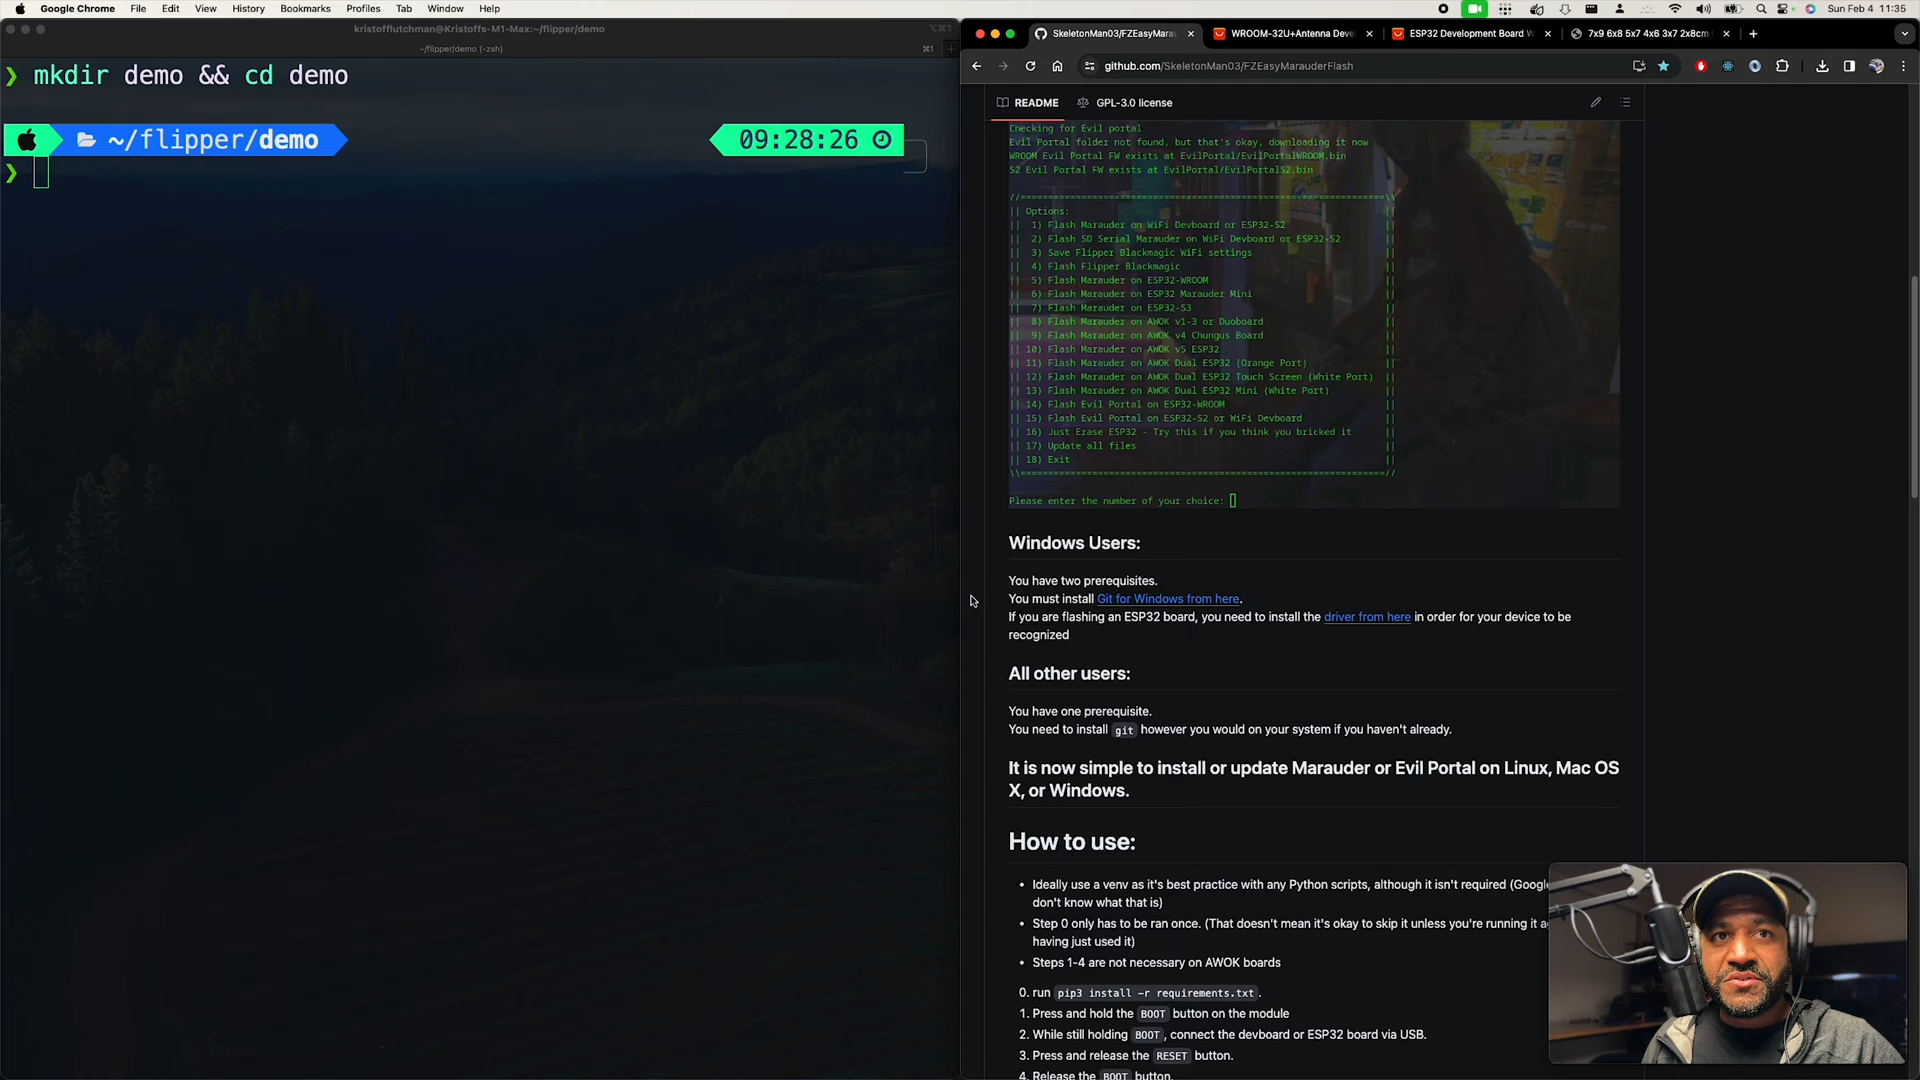 Google Chrome File Edit View History Bookmarks Profiles Tab Window Help
Sun Feb 4 11:35
kristofflutchman@Kristoffs-M1-Max:~/flipper/demo
⌥⌘1
~/flipper/demo (-zsh)
⌘1
❯ mkdir demo && cd demo
~/flipper/demo
09:28:26
❯
SkeletonMan03/FZEasyMarau
WROOM-32U+Antenna Deve
ESP32 Development Board W
7x9 6x8 5x7 4x6 3x7 2x8cm
github.com/SkeletonMan03/FZEasyMarauderFlash
README
GPL-3.0 license
Checking for Evil portal
Evil Portal folder not found, but that's okay, downloading it now
WROOM Evil Portal FW exists at EvilPortal/EvilPortalWROOM.bin
S2 Evil Portal FW exists at EvilPortal/EvilPortalS2.bin
//==================================================================\\
|| Options: ||
|| 1) Flash Marauder on WiFi Devboard or ESP32-S2 ||
|| 2) Flash SD Serial Marauder on WiFi Devboard or ESP32-S2 ||
|| 3) Save Flipper Blackmagic WiFi settings ||
|| 4) Flash Flipper Blackmagic ||
|| 5) Flash Marauder on ESP32-WROOM ||
|| 6) Flash Marauder on ESP32 Marauder Mini ||
|| 7) Flash Marauder on ESP32-S3 ||
|| 8) Flash Marauder on AWOK v1-3 or Duoboard ||
|| 9) Flash Marauder on AWOK v4 Chungus Board ||
|| 10) Flash Marauder on AWOK v5 ESP32 ||
|| 11) Flash Marauder on AWOK Dual ESP32 (Orange Port) ||
|| 12) Flash Marauder on AWOK Dual ESP32 Touch Screen (White Port) ||
|| 13) Flash Marauder on AWOK Dual ESP32 Mini (White Port) ||
|| 14) Flash Evil Portal on ESP32-WROOM ||
|| 15) Flash Evil Portal on ESP32-S2 or WiFi Devboard ||
|| 16) Just Erase ESP32 - Try this if you think you bricked it ||
|| 17) Update all files ||
|| 18) Exit ||
\\==================================================================//
Please enter the number of your choice:
Windows Users:
You have two prerequisites.
You must install Git for Windows from here.
If you are flashing an ESP32 board, you need to install the driver from here in order for your device to be
recognized
All other users:
You have one prerequisite.
You need to install git however you would on your system if you haven't already.
It is now simple to install or update Marauder or Evil Portal on Linux, Mac OS
X, or Windows.
How to use:
• Ideally use a venv as it's best practice with any Python scripts, although it isn't required (Googl
don't know what that is)
• Step 0 only has to be ran once. (That doesn't mean it's okay to skip it unless you're running it a
having just used it)
• Steps 1-4 are not necessary on AWOK boards
0. run pip3 install -r requirements.txt.
1. Press and hold the BOOT button on the module
2. While still holding BOOT, connect the devboard or ESP32 board via USB.
3. Press and release the RESET button.
4. Release the BOOT button.